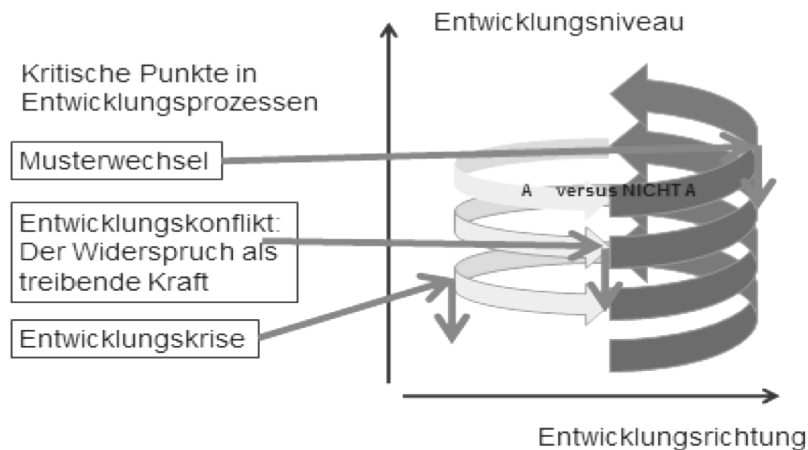 Entwicklungsniveau
Kritische Punkte in
Entwicklungsprozessen
Musterwechsel
A versus NICHT A
Entwicklungskonflikt:
Der Widerspruch als
treibende Kraft
Entwicklungskrise
Entwicklungsrichtung